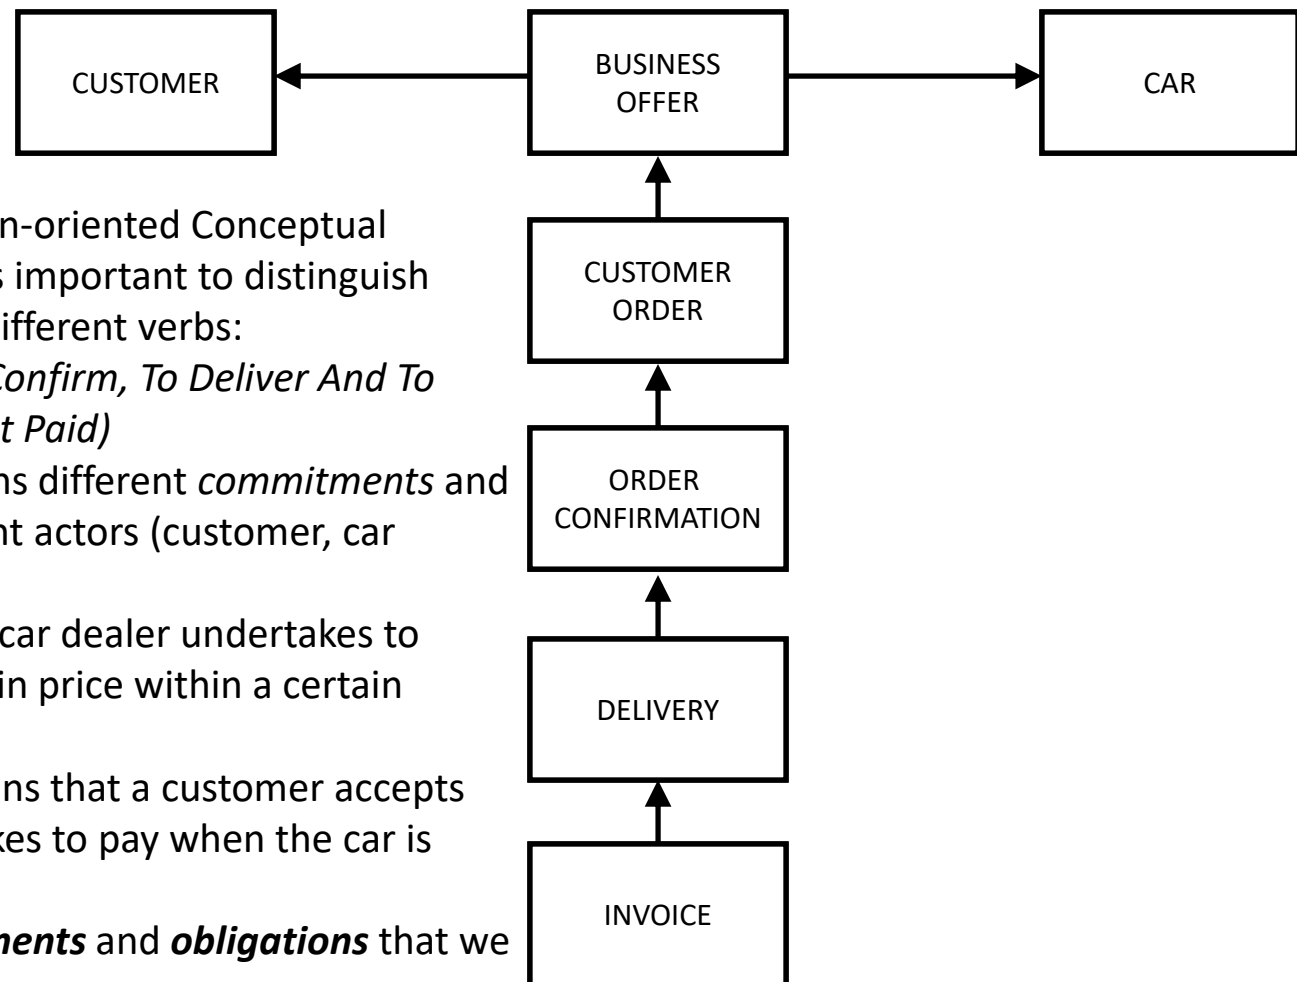 CUSTOMER
BUSINESS
OFFER
CAR
n-oriented Conceptual
s important to distinguish
ifferent verbs:
Confirm, To Deliver And To
t Paid)
ns different commitments and
nt actors (customer, car
car dealer undertakes to
in price within a certain
ns that a customer accepts
kes to pay when the car is
ments and obligations that we
CUSTOMER
ORDER
ORDER
CONFIRMATION
DELIVERY
INVOICE